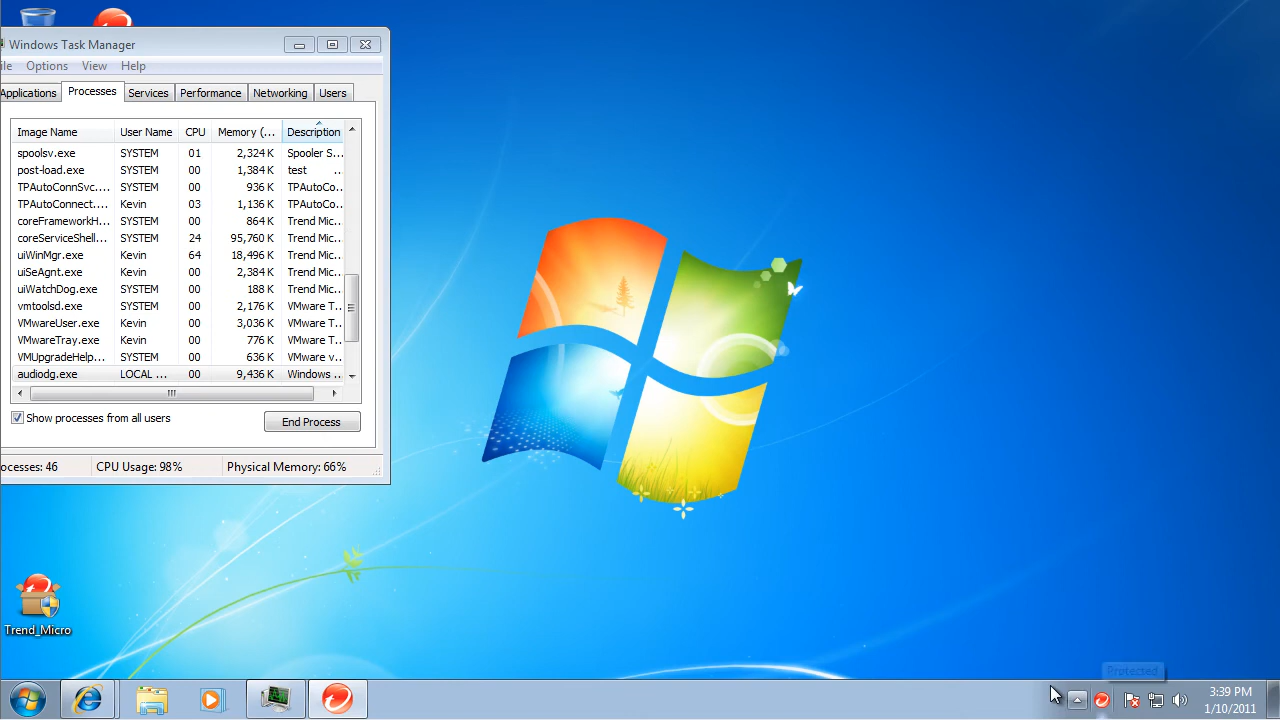 Windows Task Manager
ile Options View Help
Applications Processes Services Performance Networking Users
Image Name User Name CPU Memory (... Description
spoolsv.exe SYSTEM 01 2,324 K Spooler S...
post-load.exe SYSTEM 00 1,384 K test ...
TPAutoConnSvc.... SYSTEM 00 936 K TPAutoCo...
TPAutoConnect.... Kevin 03 1,136 K TPAutoCo...
coreFrameworkH... SYSTEM 00 864 K Trend Mic...
coreServiceShell... SYSTEM 24 95,760 K Trend Mic...
uiWinMgr.exe Kevin 64 18,496 K Trend Mic...
uiSeAgnt.exe Kevin 00 2,384 K Trend Mic...
uiWatchDog.exe Kevin 00 188 K Trend Mic...
vmtoolsd.exe SYSTEM 00 2,176 K VMware T...
VMwareUser.exe Kevin 00 3,036 K VMware T...
VMwareTray.exe Kevin 00 776 K VMware T...
VMUpgradeHelp... SYSTEM 00 636 K VMware v...
audiodg.exe LOCAL ... 00 9,436 K Windows ...
Show processes from all users End Process
ocesses: 46 CPU Usage: 98% Physical Memory: 66%
Trend_Micro
Protected
3:39 PM
1/10/2011